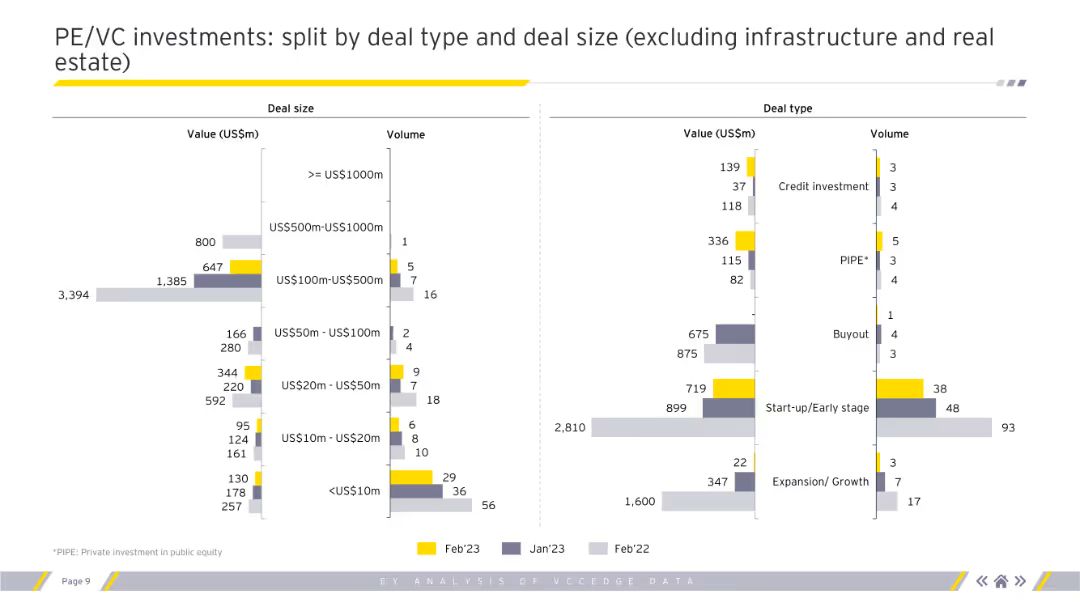 PE/VC investments: split by deal type and deal size (excluding infrastructure and real
estate)
Deal size
Value (US$m)
Volume
>= US$1000m
US$500m-US$1000m
800
1
647
1,385
3,394
US$100m-US$500m
5
7
16
166
280
US$50m - US$100m
2
4
344
220
592
US$20m - US$50m
9
7
18
95
124
161
US$10m - US$20m
6
8
10
130
178
257
<US$10m
29
36
56
Deal type
Value (US$m)
Volume
139
37
118
Credit investment
3
3
4
336
115
82
PIPE*
5
3
4
-
675
875
Buyout
1
4
3
719
899
2,810
Start-up/Early stage
38
48
93
22
347
1,600
Expansion/ Growth
3
7
17
*PIPE: Private investment in public equity
Feb'23
Jan'23
Feb'22
Page 9
BY ANALYSIS OF VCCEDGE DATA